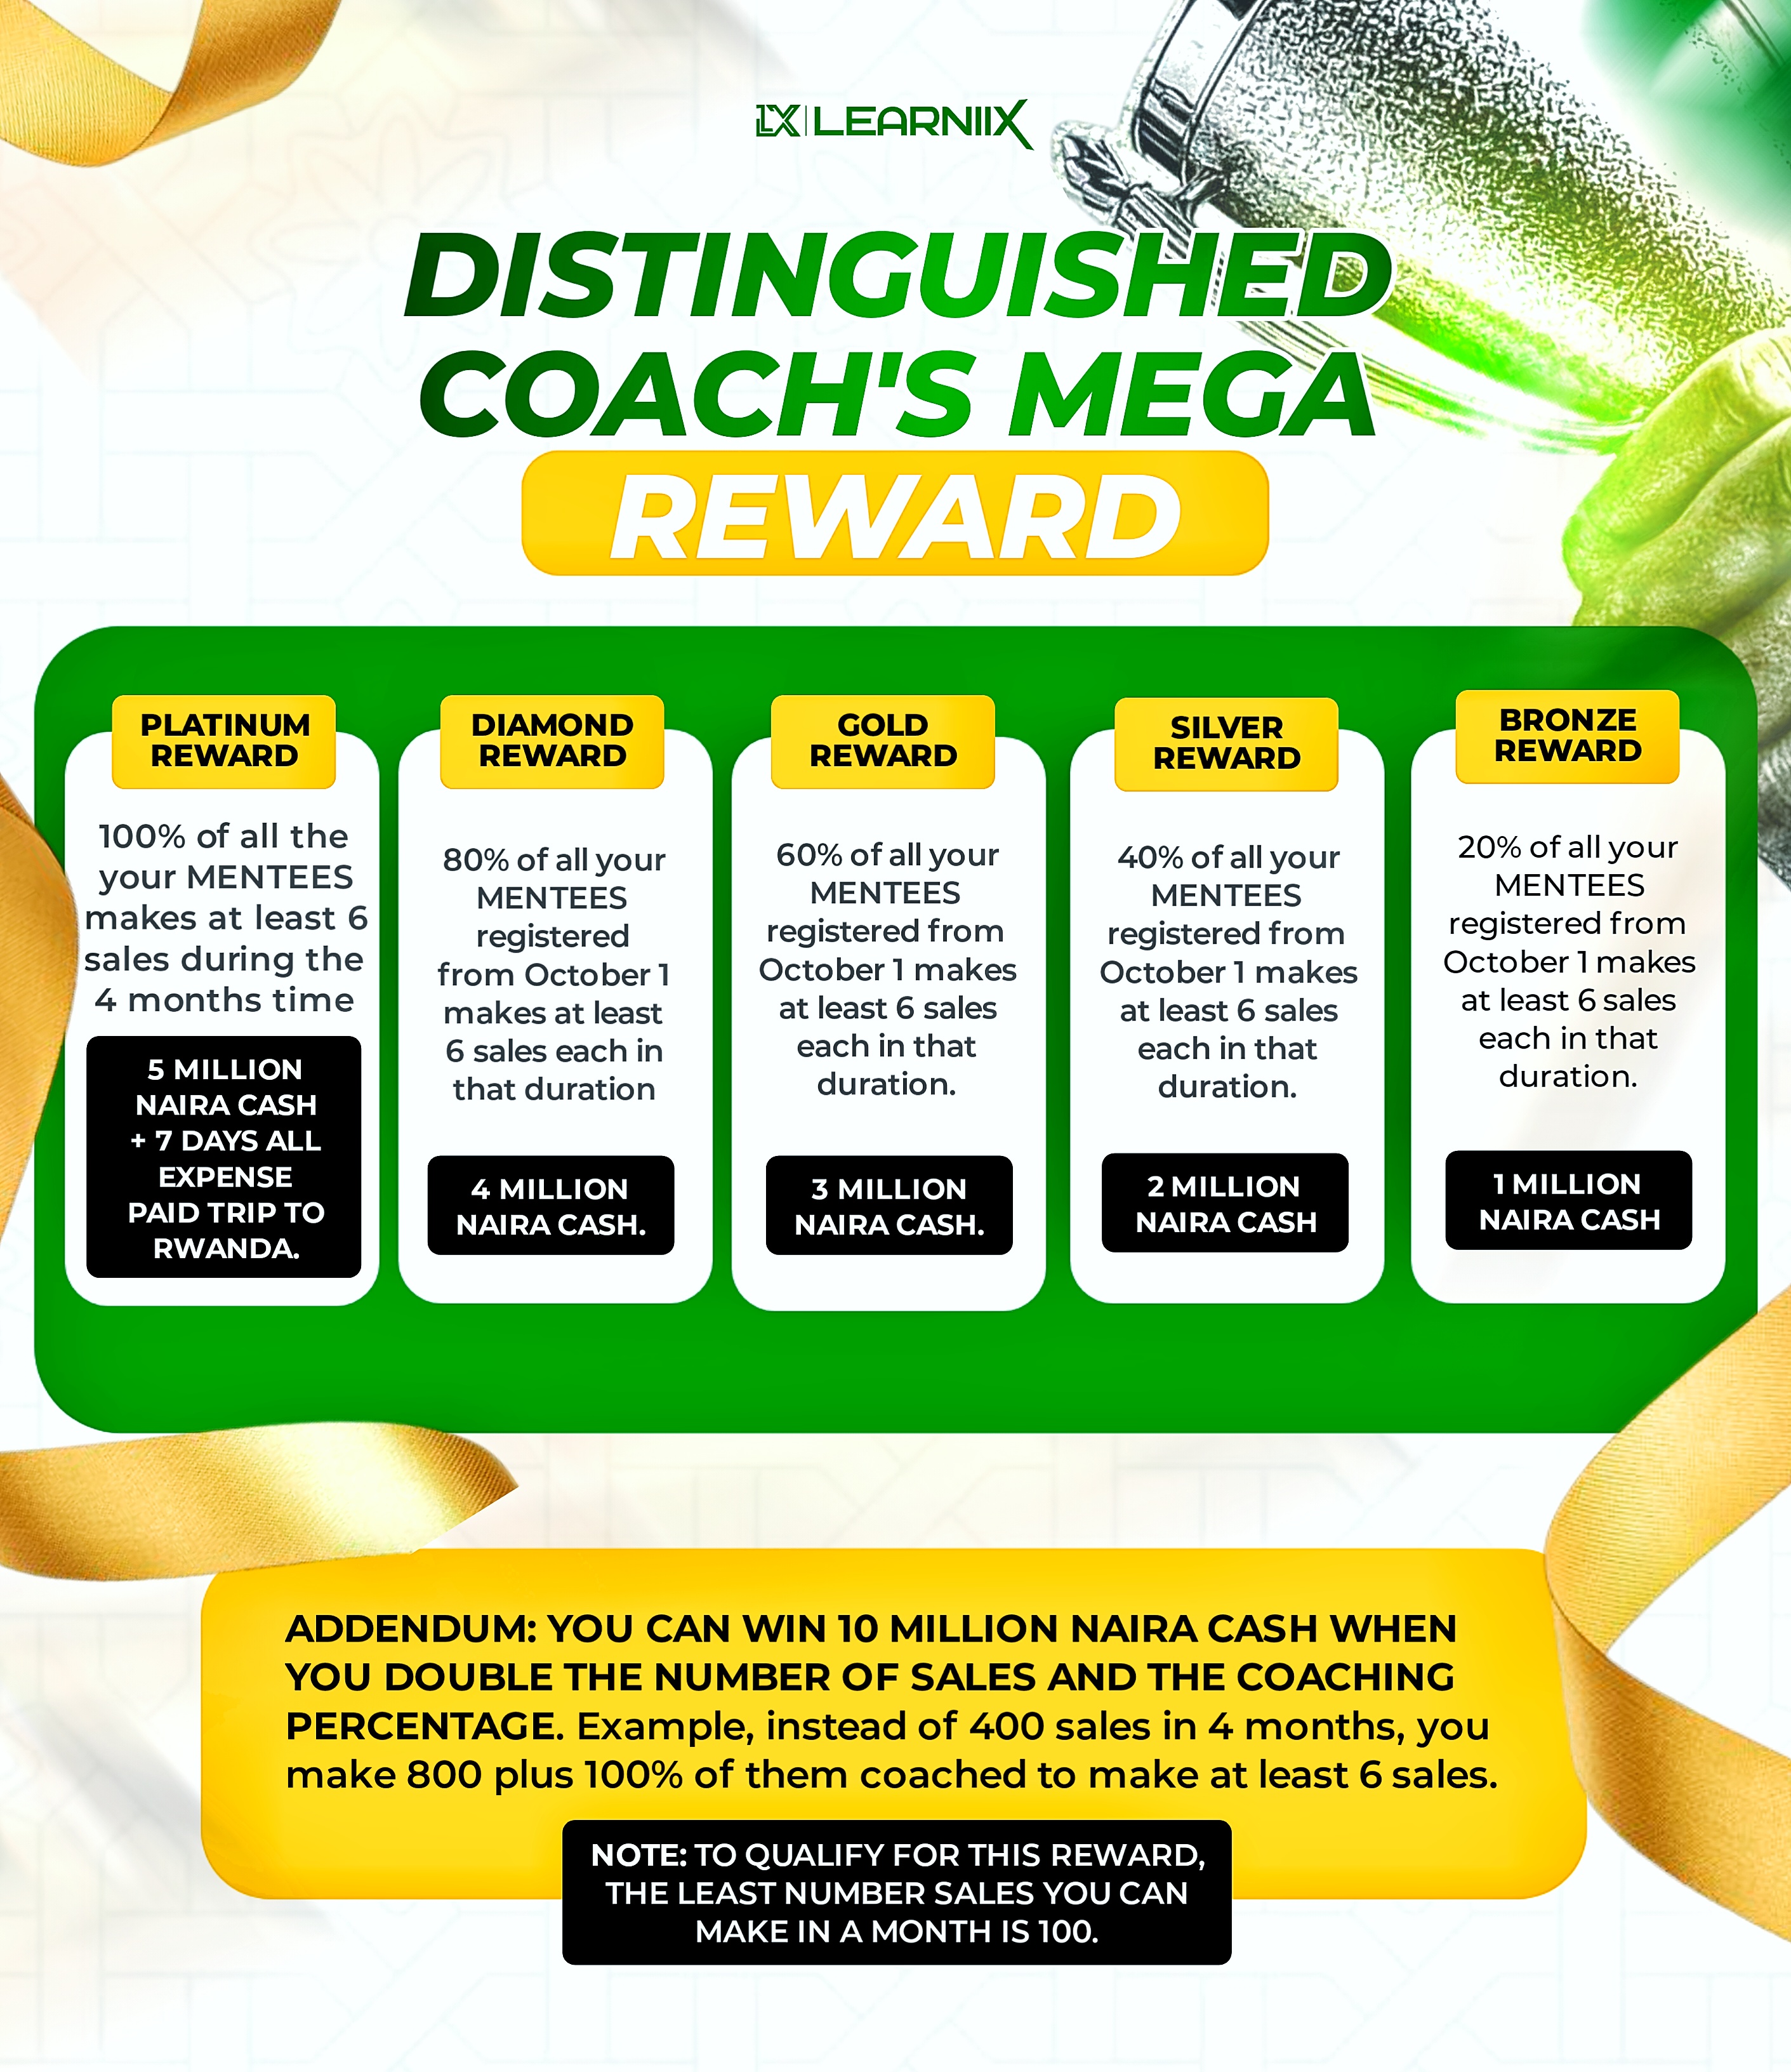 LX|LEARNIIX
DISTINGUISHED
COACH'S MEGA
REWARD
PLATINUM
REWARD
100% of all the
your MENTEES
makes at least 6
sales during the
4 months time
5 MILLION
NAIRA CASH
+ 7 DAYS ALL
EXPENSE
PAID TRIP TO
RWANDA.
DIAMOND
REWARD
80% of all your
MENTEES
registered
from October 1
makes at least
6 sales each in
that duration
4 MILLION
NAIRA CASH.
GOLD
REWARD
60% of all your
MENTEES
registered from
October 1 makes
at least 6 sales
each in that
duration.
3 MILLION
NAIRA CASH.
SILVER
REWARD
40% of all your
MENTEES
registered from
October 1 makes
at least 6 sales
each in that
duration.
2 MILLION
NAIRA CASH
BRONZE
REWARD
20% of all your
MENTEES
registered from
October 1 makes
at least 6 sales
each in that
duration.
1 MILLION
NAIRA CASH
ADDENDUM: YOU CAN WIN 10 MILLION NAIRA CASH WHEN
YOU DOUBLE THE NUMBER OF SALES AND THE COACHING
PERCENTAGE. Example, instead of 400 sales in 4 months, you
make 800 plus 100% of them coached to make at least 6 sales.
NOTE: TO QUALIFY FOR THIS REWARD,
THE LEAST NUMBER SALES YOU CAN
MAKE IN A MONTH IS 100.